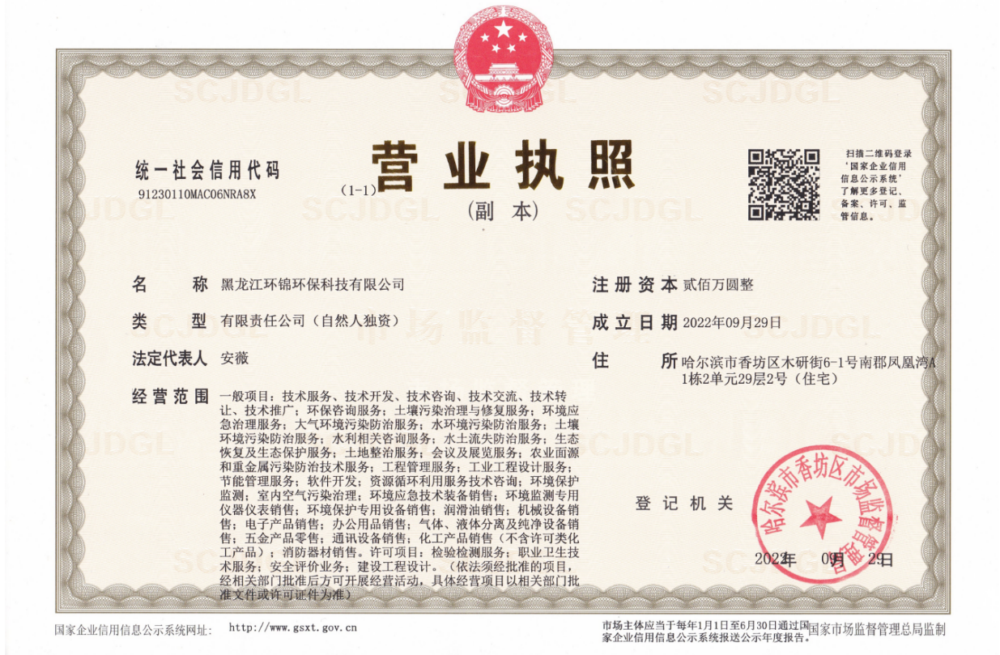 统一社会信用代码
91230110MAC06NRA8X
(1-1)
营业执照
(副 本)
扫描二维码登录
‘国家企业信用
信息公示系统’
了解更多登记、
备案、许可、监
管信息。
名 称 黑龙江环锦环保科技有限公司
类 型 有限责任公司（自然人独资）
法定代表人 安薇
经营范围 一般项目：技术服务、技术开发、技术咨询、技术交流、技术转
让、技术推广；环保咨询服务；土壤污染治理与修复服务；环境应
急治理服务；大气环境污染防治服务；水环境污染防治服务；土壤
环境污染防治服务；水利相关咨询服务；水土流失防治服务；生态
恢复及生态保护服务；土地整治服务；会议及展览服务；农业面源
和重金属污染防治技术服务；工程管理服务；工业工程设计服务；
节能管理服务；软件开发；资源循环利用服务技术咨询；环境保护
监测；室内空气污染治理；环境应急技术装备销售；环境监测专用
仪器仪表销售；环境保护专用设备销售；润滑油销售；机械设备销
售；电子产品销售；办公用品销售；气体、液体分离及纯净设备销
售；五金产品零售；通讯设备销售；化工产品销售（不含许可类化
工产品）；消防器材销售。许可项目：检验检测服务；职业卫生技
术服务；安全评价业务；建设工程设计。（依法须经批准的项目，
经相关部门批准后方可开展经营活动，具体经营项目以相关部门批
准文件或许可证件为准）
注册资本 贰佰万圆整
成立日期 2022年09月29日
住 所 哈尔滨市香坊区木研街6-1号南郡凤凰湾A
1栋2单元29层2号（住宅）
登记机关
哈尔滨市香坊区市场监督管理局
2022年 09月 29日
国家企业信用信息公示系统网址： http://www.gsxt.gov.cn
市场主体应当于每年1月1日至6月30日通过国
家企业信用信息公示系统报送公示年度报告。
国家市场监督管理总局监制
SCJDGL
市场监督管理